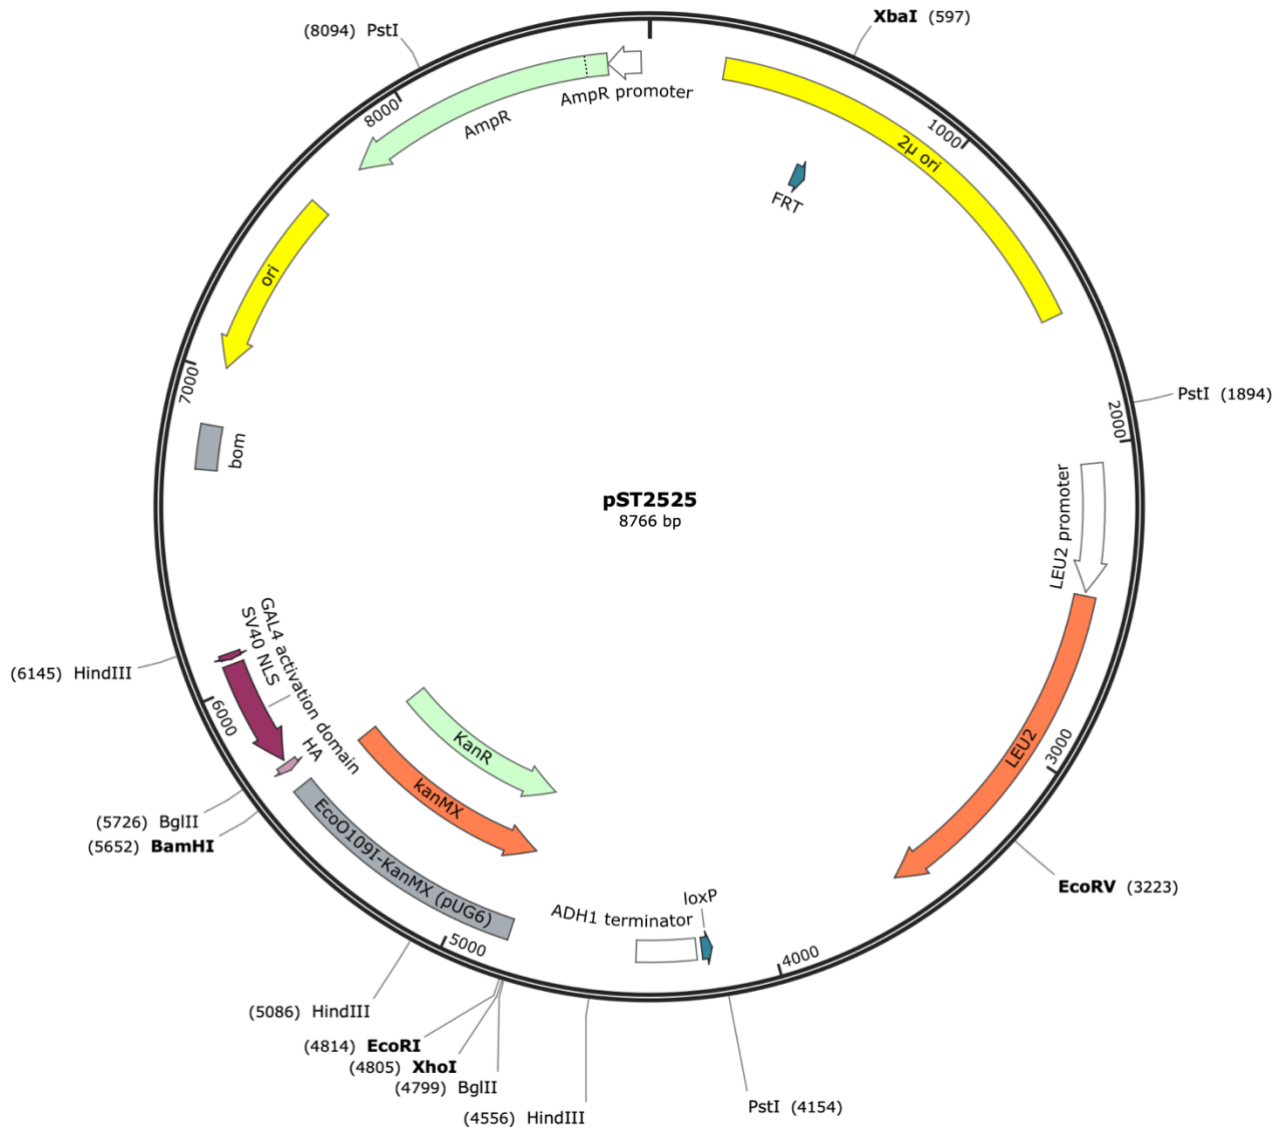 (8094) PstI
XbaI (597)
AmpR promoter
AmpR
8000
1000
2μ ori
FRT
ori
7000
bom
PstI (1894)
2000
LEU2 promoter
pST2525
8766 bp
GAL4 activation domain
SV40 NLS
(6145) HindIII
6000
HA
KanR
kanMX
LEU2
3000
(5726) BglII
(5652) BamHI
EcoO109I-KanMX (pUG6)
EcoRV (3223)
loxP
ADH1 terminator
5000
4000
(5086) HindIII
(4814) EcoRI
(4805) XhoI
(4799) BglII
(4556) HindIII
PstI (4154)